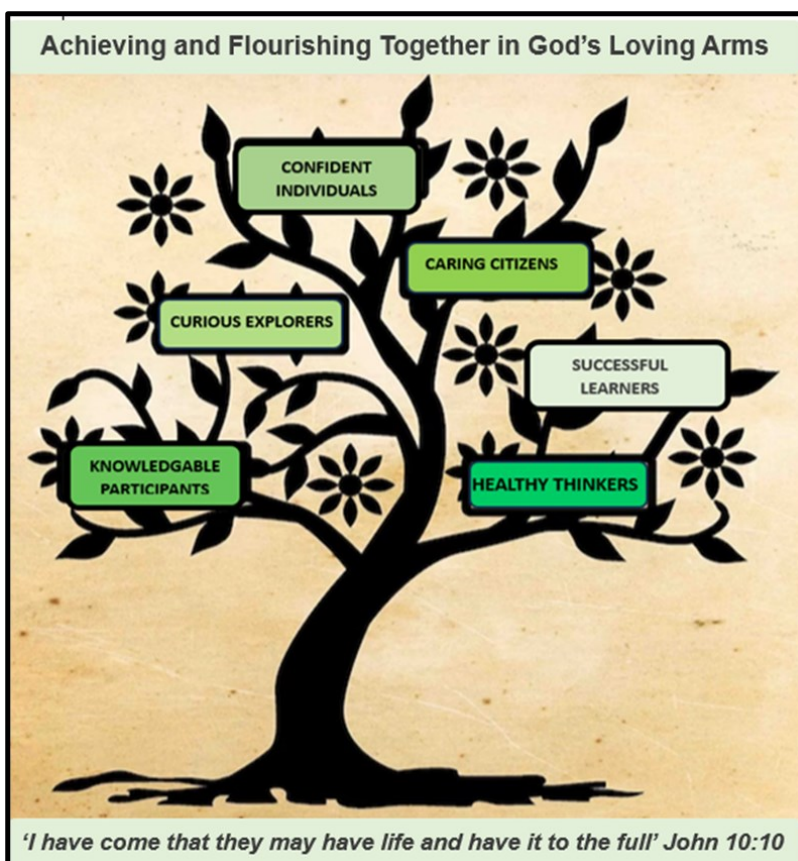 Achieving and Flourishing Together in God's Loving Arms
CONFIDENT
INDIVIDUALS
CARING CITIZENS
CURIOUS EXPLORERS
SUCCESSFUL
LEARNERS
KNOWLEDGABLE
PARTICIPANTS
HEALTHY THINKERS
‘I have come that they may have life and have it to the full’ John 10:10